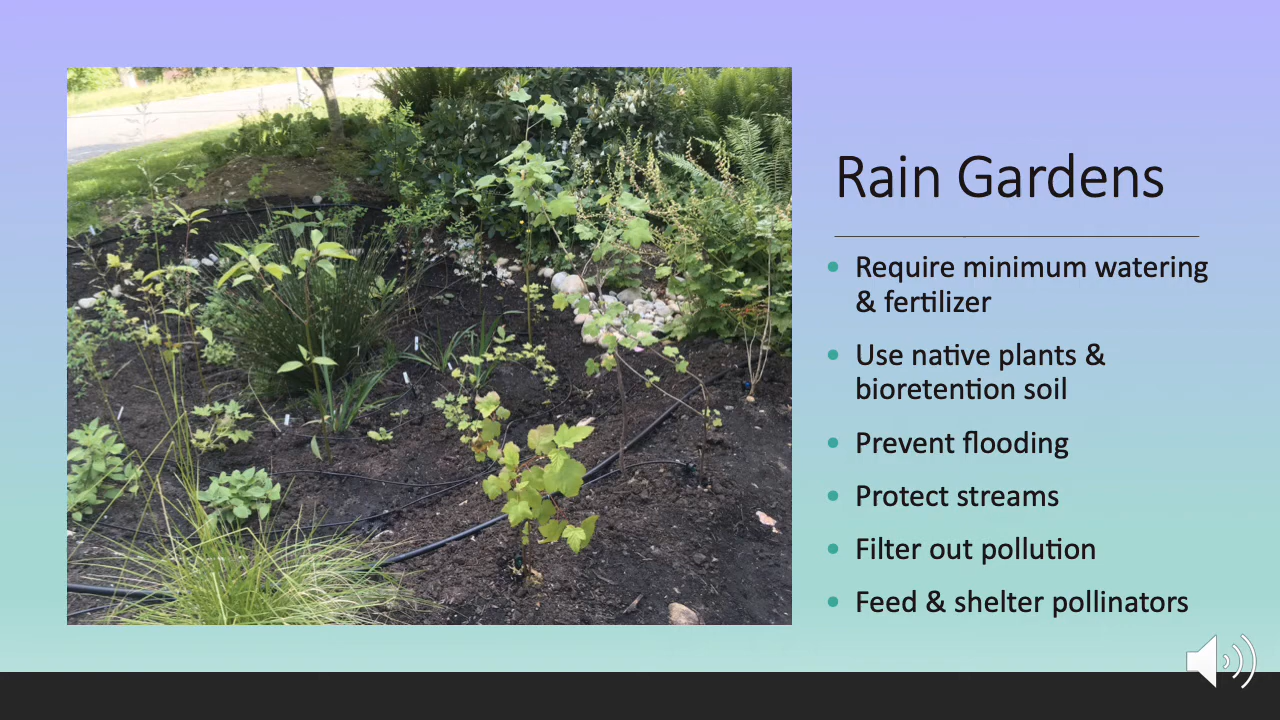 Rain Gardens
• Require minimum watering
& fertilizer
• Use native plants &
bioretention soil
• Prevent flooding
• Protect streams
• Filter out pollution
• Feed & shelter pollinators